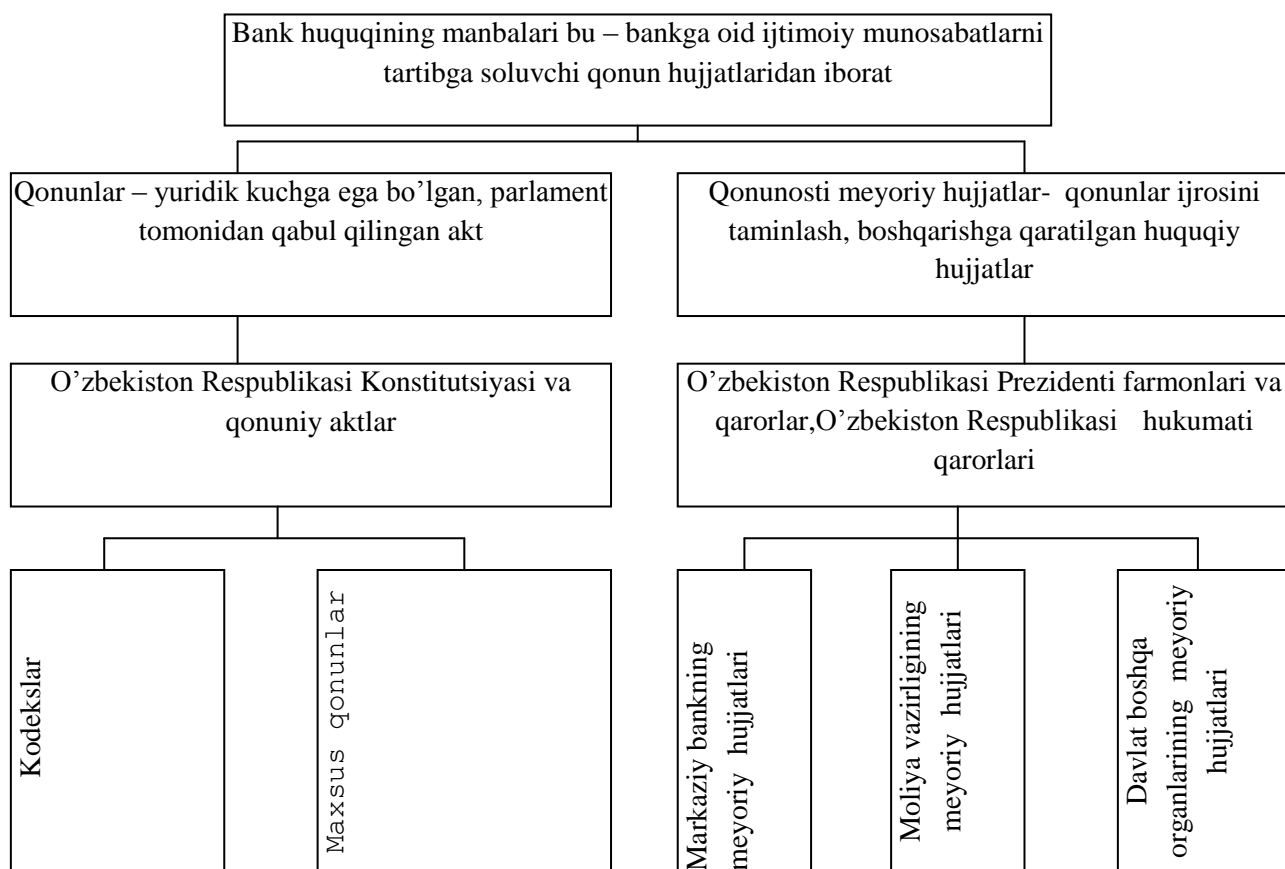 Bank huquqining manbalari bu – bankga oid ijtimoiy munosabatlarni
tartibga soluvchi qonun hujjatlaridan iborat
Qonunlar – yuridik kuchga ega bo’lgan, parlament
tomonidan qabul qilingan akt
Qonunosti meyoriy hujjatlar- qonunlar ijrosini
taminlash, boshqarishga qaratilgan huquqiy
hujjatlar
O’zbekiston Respublikasi Konstitutsiyasi va
qonuniy aktlar
O’zbekiston Respublikasi Prezidenti farmonlari va
qarorlar,O’zbekiston Respublikasi hukumati
qarorlari
Kodekslar
Maxsus qonunlar
Markaziy bankning
meyoriy hujjatlari
Moliya vazirligining
meyoriy hujjatlari
Davlat boshqa
organlarining meyoriy
hujjatlari